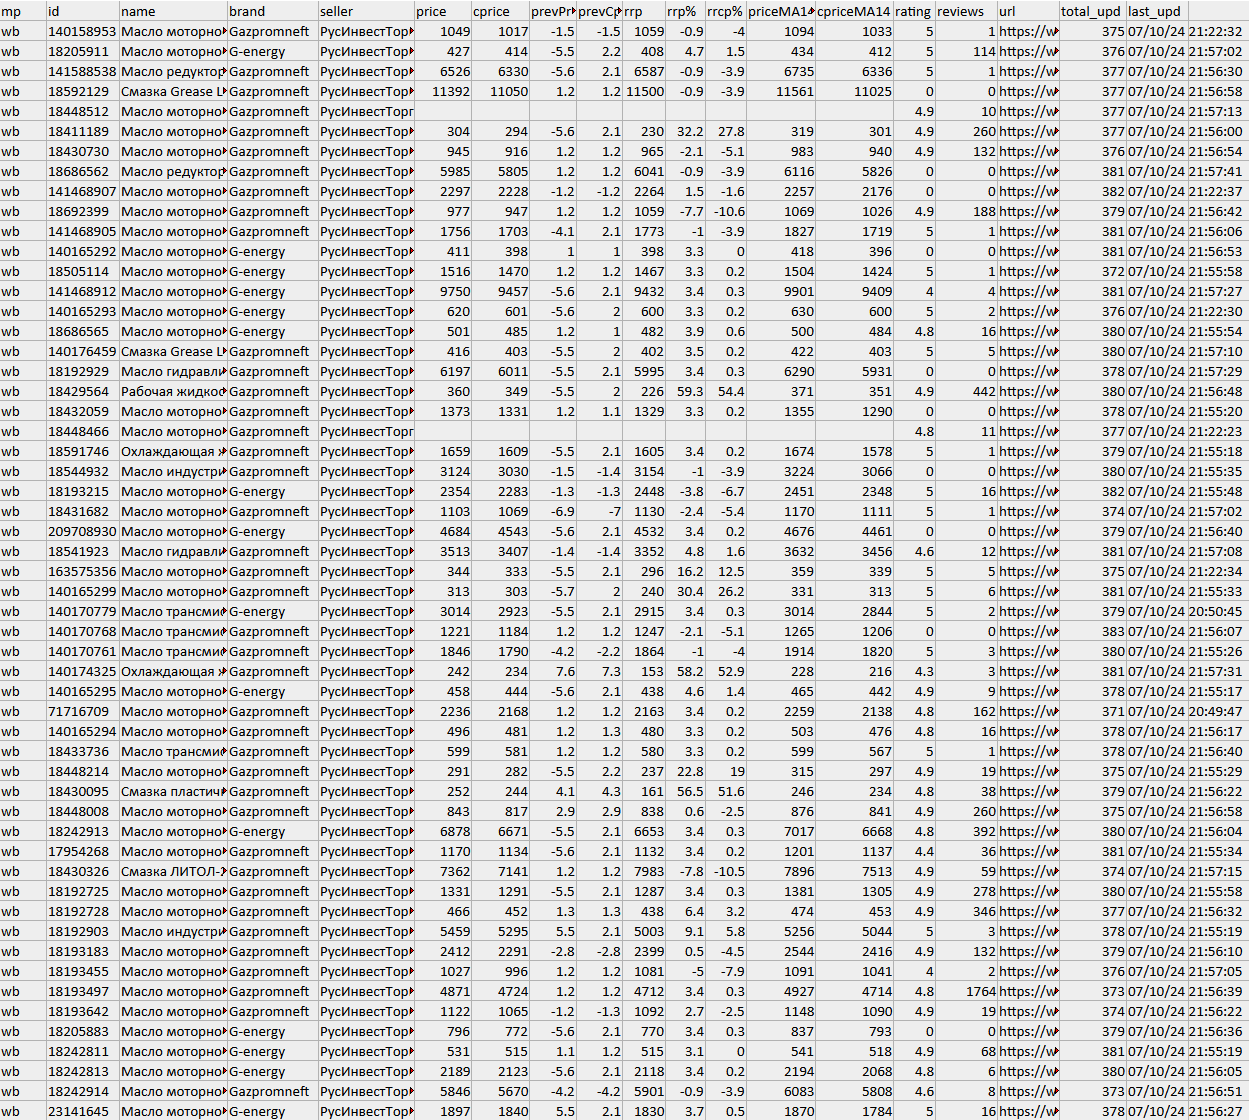 mp id name brand seller price cprice prevPr prevCp rrp rrp% rrcp% priceMA14 cpriceMA14 rating reviews url total_upd last_upd
wb 140158953 Масло моторно Gazpromneft РусИнвестТор 1049 1017 -1.5 -1.5 1059 -0.9 -4 1094 1033 5 1 https://w 375 07/10/24 21:22:32
wb 18205911 Масло моторно G-energy РусИнвестТор 427 414 -5.5 2.2 408 4.7 1.5 434 412 5 114 https://w 376 07/10/24 21:57:02
wb 141588538 Масло редуктор Gazpromneft РусИнвестТор 6526 6330 -5.6 2.1 6587 -0.9 -3.9 6735 6336 5 1 https://w 377 07/10/24 21:56:30
wb 18592129 Смазка Grease L Gazpromneft РусИнвестТор 11392 11050 1.2 1.2 11500 -0.9 -3.9 11561 11025 0 0 https://w 377 07/10/24 21:56:58
wb 18448512 Масло моторно Gazpromneft РусИнвестТорг 4.9 10 https://w 377 07/10/24 21:57:13
wb 18411189 Масло моторно Gazpromneft РусИнвестТор 304 294 -5.6 2.1 230 32.2 27.8 319 301 4.9 260 https://w 377 07/10/24 21:56:00
wb 18430730 Масло моторно Gazpromneft РусИнвестТор 945 916 1.2 1.2 965 -2.1 -5.1 983 940 4.9 132 https://w 376 07/10/24 21:56:54
wb 18686562 Масло редуктор Gazpromneft РусИнвестТор 5985 5805 1.2 1.2 6041 -0.9 -3.9 6116 5826 0 0 https://w 381 07/10/24 21:57:41
wb 141468907 Масло моторно Gazpromneft РусИнвестТор 2297 2228 -1.2 -1.2 2264 1.5 -1.6 2257 2176 0 0 https://w 382 07/10/24 21:22:37
wb 18692399 Масло моторно Gazpromneft РусИнвестТор 977 947 1.2 1.2 1059 -7.7 -10.6 1069 1026 4.9 188 https://w 379 07/10/24 21:56:42
wb 141468905 Масло моторно Gazpromneft РусИнвестТор 1756 1703 -4.1 2.1 1773 -1 -3.9 1827 1719 5 1 https://w 381 07/10/24 21:56:06
wb 140165292 Масло моторно G-energy РусИнвестТор 411 398 1 1 398 3.3 0 418 396 0 0 https://w 381 07/10/24 21:56:53
wb 18505114 Масло моторно G-energy РусИнвестТор 1516 1470 1.2 1.2 1467 3.3 0.2 1504 1424 5 1 https://w 372 07/10/24 21:55:58
wb 141468912 Масло моторно G-energy РусИнвестТор 9750 9457 -5.6 2.1 9432 3.4 0.3 9901 9409 4 4 https://w 381 07/10/24 21:57:27
wb 140165293 Масло моторно G-energy РусИнвестТор 620 601 -5.6 2 600 3.3 0.2 630 600 5 2 https://w 376 07/10/24 21:22:30
wb 18686565 Масло моторно G-energy РусИнвестТор 501 485 1.2 1 482 3.9 0.6 500 484 4.8 16 https://w 380 07/10/24 21:55:54
wb 140176459 Смазка Grease L Gazpromneft РусИнвестТор 416 403 -5.5 2 402 3.5 0.2 422 403 5 5 https://w 380 07/10/24 21:57:10
wb 18192929 Масло гидравли Gazpromneft РусИнвестТор 6197 6011 -5.5 2.1 5995 3.4 0.3 6290 5931 0 0 https://w 378 07/10/24 21:57:29
wb 18429564 Рабочая жидкос Gazpromneft РусИнвестТор 360 349 -5.5 2 226 59.3 54.4 371 351 4.9 442 https://w 380 07/10/24 21:56:48
wb 18432059 Масло моторно Gazpromneft РусИнвестТор 1373 1331 1.2 1.1 1329 3.3 0.2 1355 1290 0 0 https://w 378 07/10/24 21:55:20
wb 18448466 Масло моторно Gazpromneft РусИнвестТорг 4.8 11 https://w 377 07/10/24 21:22:23
wb 18591746 Охлаждающая ж Gazpromneft РусИнвестТор 1659 1609 -5.5 2.1 1605 3.4 0.2 1674 1578 5 1 https://w 379 07/10/24 21:55:18
wb 18544932 Масло индустри Gazpromneft РусИнвестТор 3124 3030 -1.5 -1.4 3154 -1 -3.9 3224 3066 0 0 https://w 380 07/10/24 21:55:35
wb 18193215 Масло моторно G-energy РусИнвестТор 2354 2283 -1.3 -1.3 2448 -3.8 -6.7 2451 2348 5 16 https://w 382 07/10/24 21:55:48
wb 18431682 Масло моторно Gazpromneft РусИнвестТор 1103 1069 -6.9 -7 1130 -2.4 -5.4 1170 1111 5 1 https://w 374 07/10/24 21:57:02
wb 209708930 Масло моторно G-energy РусИнвестТор 4684 4543 -5.6 2.1 4532 3.4 0.2 4676 4461 0 0 https://w 379 07/10/24 21:56:40
wb 18541923 Масло гидравли Gazpromneft РусИнвестТор 3513 3407 -1.4 -1.4 3352 4.8 1.6 3632 3456 4.6 12 https://w 381 07/10/24 21:57:08
wb 163575356 Масло моторно Gazpromneft РусИнвестТор 344 333 -5.5 2.1 296 16.2 12.5 359 339 5 5 https://w 375 07/10/24 21:22:34
wb 140165299 Масло моторно Gazpromneft РусИнвестТор 313 303 -5.7 2 240 30.4 26.2 331 313 5 6 https://w 381 07/10/24 21:55:33
wb 140170779 Масло трансми G-energy РусИнвестТор 3014 2923 -5.5 2.1 2915 3.4 0.3 3014 2844 5 2 https://w 379 07/10/24 20:50:45
wb 140170768 Масло трансми Gazpromneft РусИнвестТор 1221 1184 1.2 1.2 1247 -2.1 -5.1 1265 1206 0 0 https://w 383 07/10/24 21:56:07
wb 140170761 Масло трансми Gazpromneft РусИнвестТор 1846 1790 -4.2 -2.2 1864 -1 -4 1914 1820 5 3 https://w 380 07/10/24 21:55:26
wb 140174325 Охлаждающая ж Gazpromneft РусИнвестТор 242 234 7.6 7.3 153 58.2 52.9 228 216 4.3 3 https://w 381 07/10/24 21:57:31
wb 140165295 Масло моторно G-energy РусИнвестТор 458 444 -5.6 2.1 438 4.6 1.4 465 442 4.9 9 https://w 378 07/10/24 21:55:17
wb 71716709 Масло моторно Gazpromneft РусИнвестТор 2236 2168 1.2 1.2 2163 3.4 0.2 2259 2138 4.8 162 https://w 371 07/10/24 20:49:47
wb 140165294 Масло моторно Gazpromneft РусИнвестТор 496 481 1.2 1.3 480 3.3 0.2 503 476 4.8 16 https://w 378 07/10/24 21:55:17
wb 18433736 Масло трансми Gazpromneft РусИнвестТор 599 581 1.2 1.2 580 3.3 0.2 599 567 5 1 https://w 378 07/10/24 21:56:40
wb 18448214 Масло моторно Gazpromneft РусИнвестТор 291 282 -5.5 2.2 237 22.8 19 315 297 4.9 19 https://w 375 07/10/24 21:55:29
wb 18430095 Смазка пластич Gazpromneft РусИнвестТор 252 244 4.1 4.3 161 56.5 51.6 246 234 4.8 38 https://w 379 07/10/24 21:56:22
wb 18448008 Масло моторно Gazpromneft РусИнвестТор 843 817 2.9 2.9 838 0.6 -2.5 876 841 4.9 260 https://w 375 07/10/24 21:56:58
wb 18242913 Масло моторно G-energy РусИнвестТор 6878 6671 -5.5 2.1 6653 3.4 0.3 7017 6668 4.8 392 https://w 380 07/10/24 21:56:04
wb 17954268 Масло моторно Gazpromneft РусИнвестТор 1170 1134 -5.6 2.1 1132 3.4 0.2 1201 1137 4.4 36 https://w 381 07/10/24 21:55:34
wb 18430326 Смазка ЛИТОЛ-Х Gazpromneft РусИнвестТор 7362 7141 1.2 1.2 7983 -7.8 -10.5 7896 7513 4.9 59 https://w 374 07/10/24 21:57:15
wb 18192725 Масло моторно Gazpromneft РусИнвестТор 1331 1291 -5.5 2.1 1287 3.4 0.3 1381 1305 4.9 278 https://w 380 07/10/24 21:55:58
wb 18192728 Масло моторно Gazpromneft РусИнвестТор 466 452 1.3 1.3 438 6.4 3.2 474 453 4.9 346 https://w 377 07/10/24 21:56:32
wb 18192903 Масло индустри Gazpromneft РусИнвестТор 5459 5295 5.5 2.1 5003 9.1 5.8 5256 5044 5 3 https://w 378 07/10/24 21:55:19
wb 18193183 Масло моторно Gazpromneft РусИнвестТор 2412 2291 -2.8 -2.8 2399 0.5 -4.5 2544 2416 4.9 132 https://w 379 07/10/24 21:56:10
wb 18193455 Масло моторно Gazpromneft РусИнвестТор 1027 996 1.2 1.2 1081 -5 -7.9 1091 1041 4 2 https://w 376 07/10/24 21:57:05
wb 18193497 Масло моторно Gazpromneft РусИнвестТор 4871 4724 1.2 1.2 4712 3.4 0.3 4927 4714 4.8 1764 https://w 373 07/10/24 21:56:39
wb 18193642 Масло моторно Gazpromneft РусИнвестТор 1122 1065 -1.2 -1.3 1092 2.7 -2.5 1148 1090 4.9 19 https://w 374 07/10/24 21:56:22
wb 18205883 Масло моторно G-energy РусИнвестТор 796 772 -5.6 2.1 770 3.4 0.3 837 793 0 0 https://w 379 07/10/24 21:56:36
wb 18242811 Масло моторно G-energy РусИнвестТор 531 515 1.1 1.2 515 3.1 0 541 518 4.9 68 https://w 381 07/10/24 21:55:19
wb 18242813 Масло моторно G-energy РусИнвестТор 2189 2123 -5.6 2.1 2118 3.4 0.2 2194 2068 4.8 6 https://w 380 07/10/24 21:56:05
wb 18242914 Масло моторно Gazpromneft РусИнвестТор 5846 5670 -4.2 -4.2 5901 -0.9 -3.9 6083 5808 4.6 8 https://w 373 07/10/24 21:56:51
wb 23141645 Масло моторно G-energy РусИнвестТор 1897 1840 5.5 2.1 1830 3.7 0.5 1870 1784 5 16 https://w 378 07/10/24 21:56:27